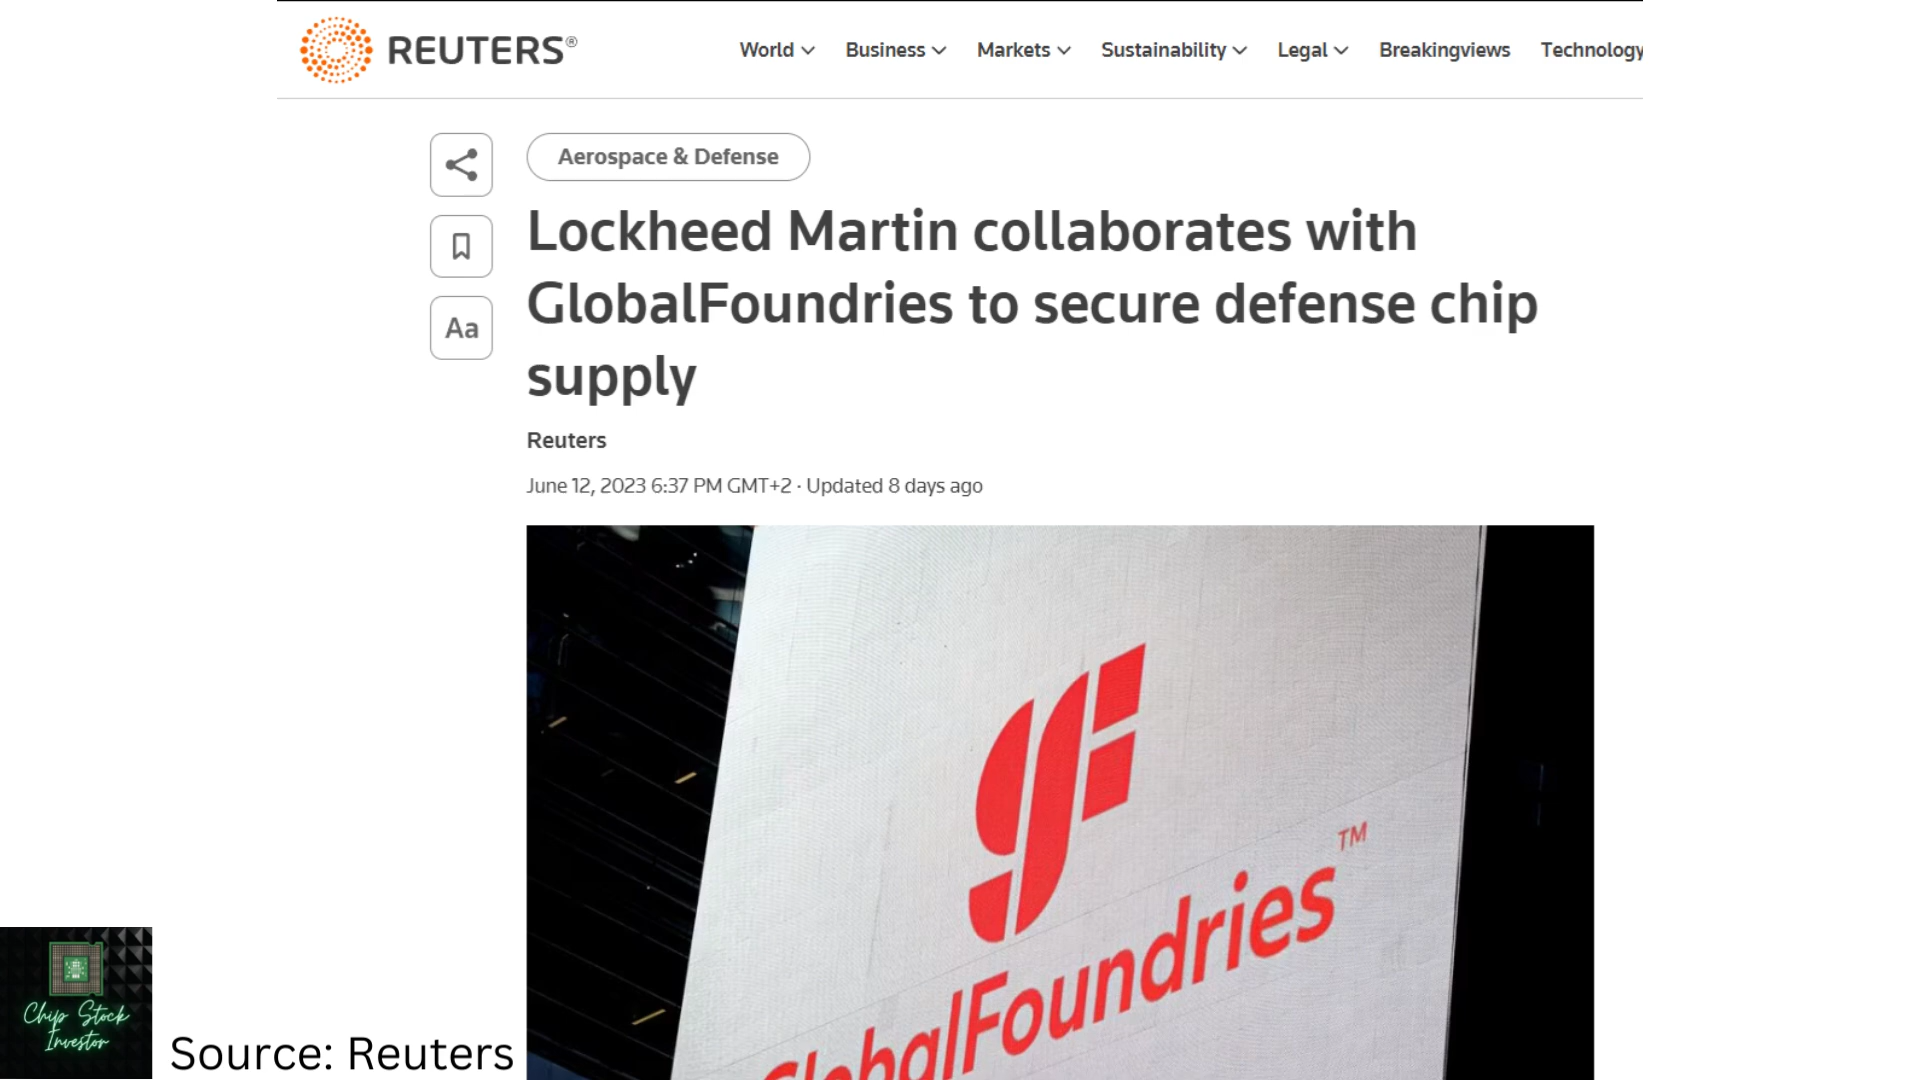 REUTERS®
World Business Markets Sustainability Legal Breakingviews Technology
Aerospace & Defense
Lockheed Martin collaborates with
GlobalFoundries to secure defense chip
supply
Aa
Reuters
June 12, 2023 6:37 PM GMT+2 · Updated 8 days ago
gf
TM
GlobalFoundries
Chip Stock
Investor
Source: Reuters